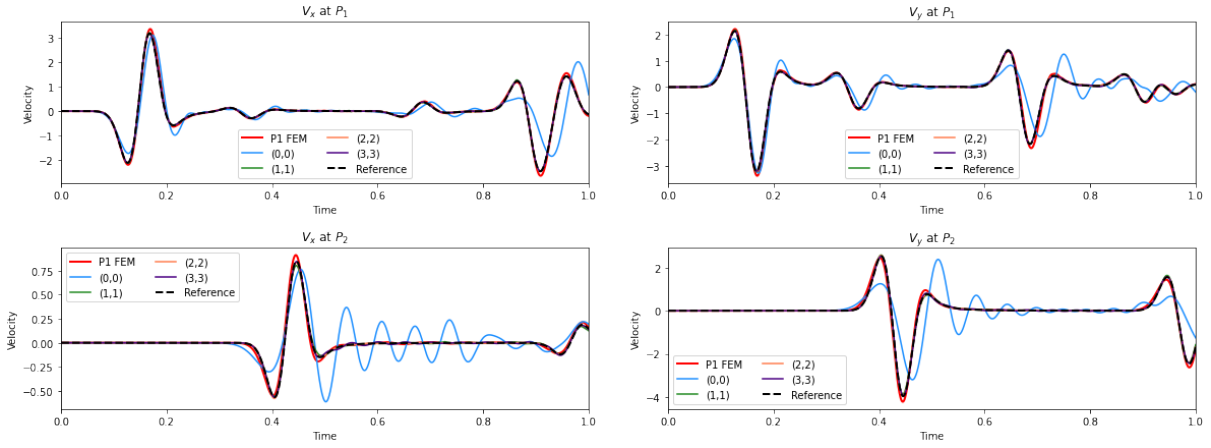 V_x at P_1
3
2
1
0
−1
−2
Velocity
P1 FEM
(0,0)
(1,1)
(2,2)
(3,3)
Reference
0.0 0.2 0.4 0.6 0.8 1.0
Time
V_y at P_1
2
1
0
−1
−2
−3
Velocity
P1 FEM
(0,0)
(1,1)
(2,2)
(3,3)
Reference
0.0 0.2 0.4 0.6 0.8 1.0
Time
V_x at P_2
0.75
0.50
0.25
0.00
−0.25
−0.50
Velocity
P1 FEM
(0,0)
(1,1)
(2,2)
(3,3)
Reference
0.0 0.2 0.4 0.6 0.8 1.0
Time
V_y at P_2
2
0
−2
−4
Velocity
P1 FEM
(0,0)
(1,1)
(2,2)
(3,3)
Reference
0.0 0.2 0.4 0.6 0.8 1.0
Time